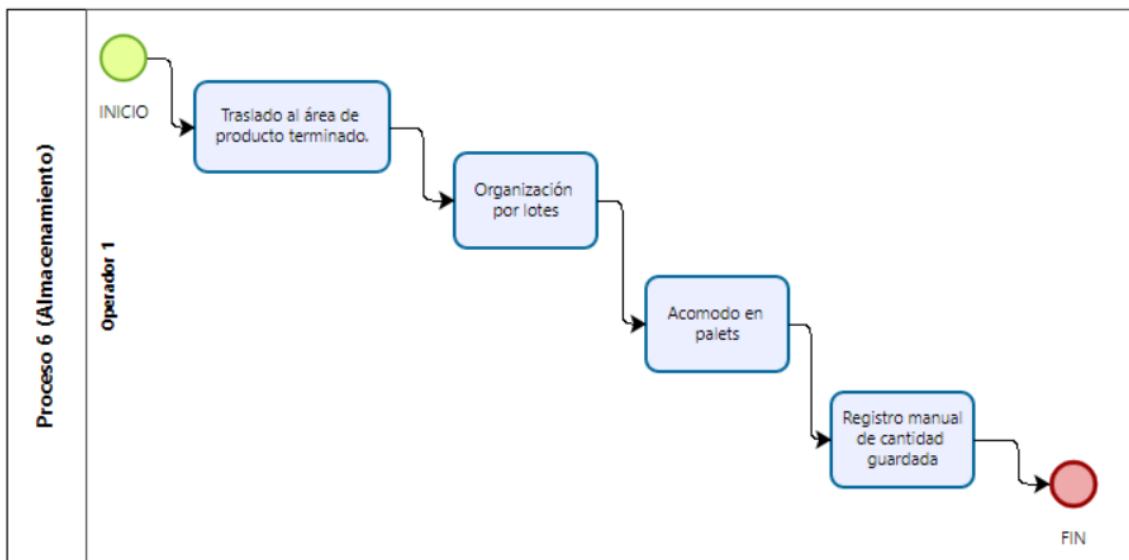 Proceso 6 (Almacenamiento)
Operador 1
INICIO
Traslado al área de
producto terminado.
Organización
por lotes
Acomodo en
palets
Registro manual
de cantidad
guardada
FIN